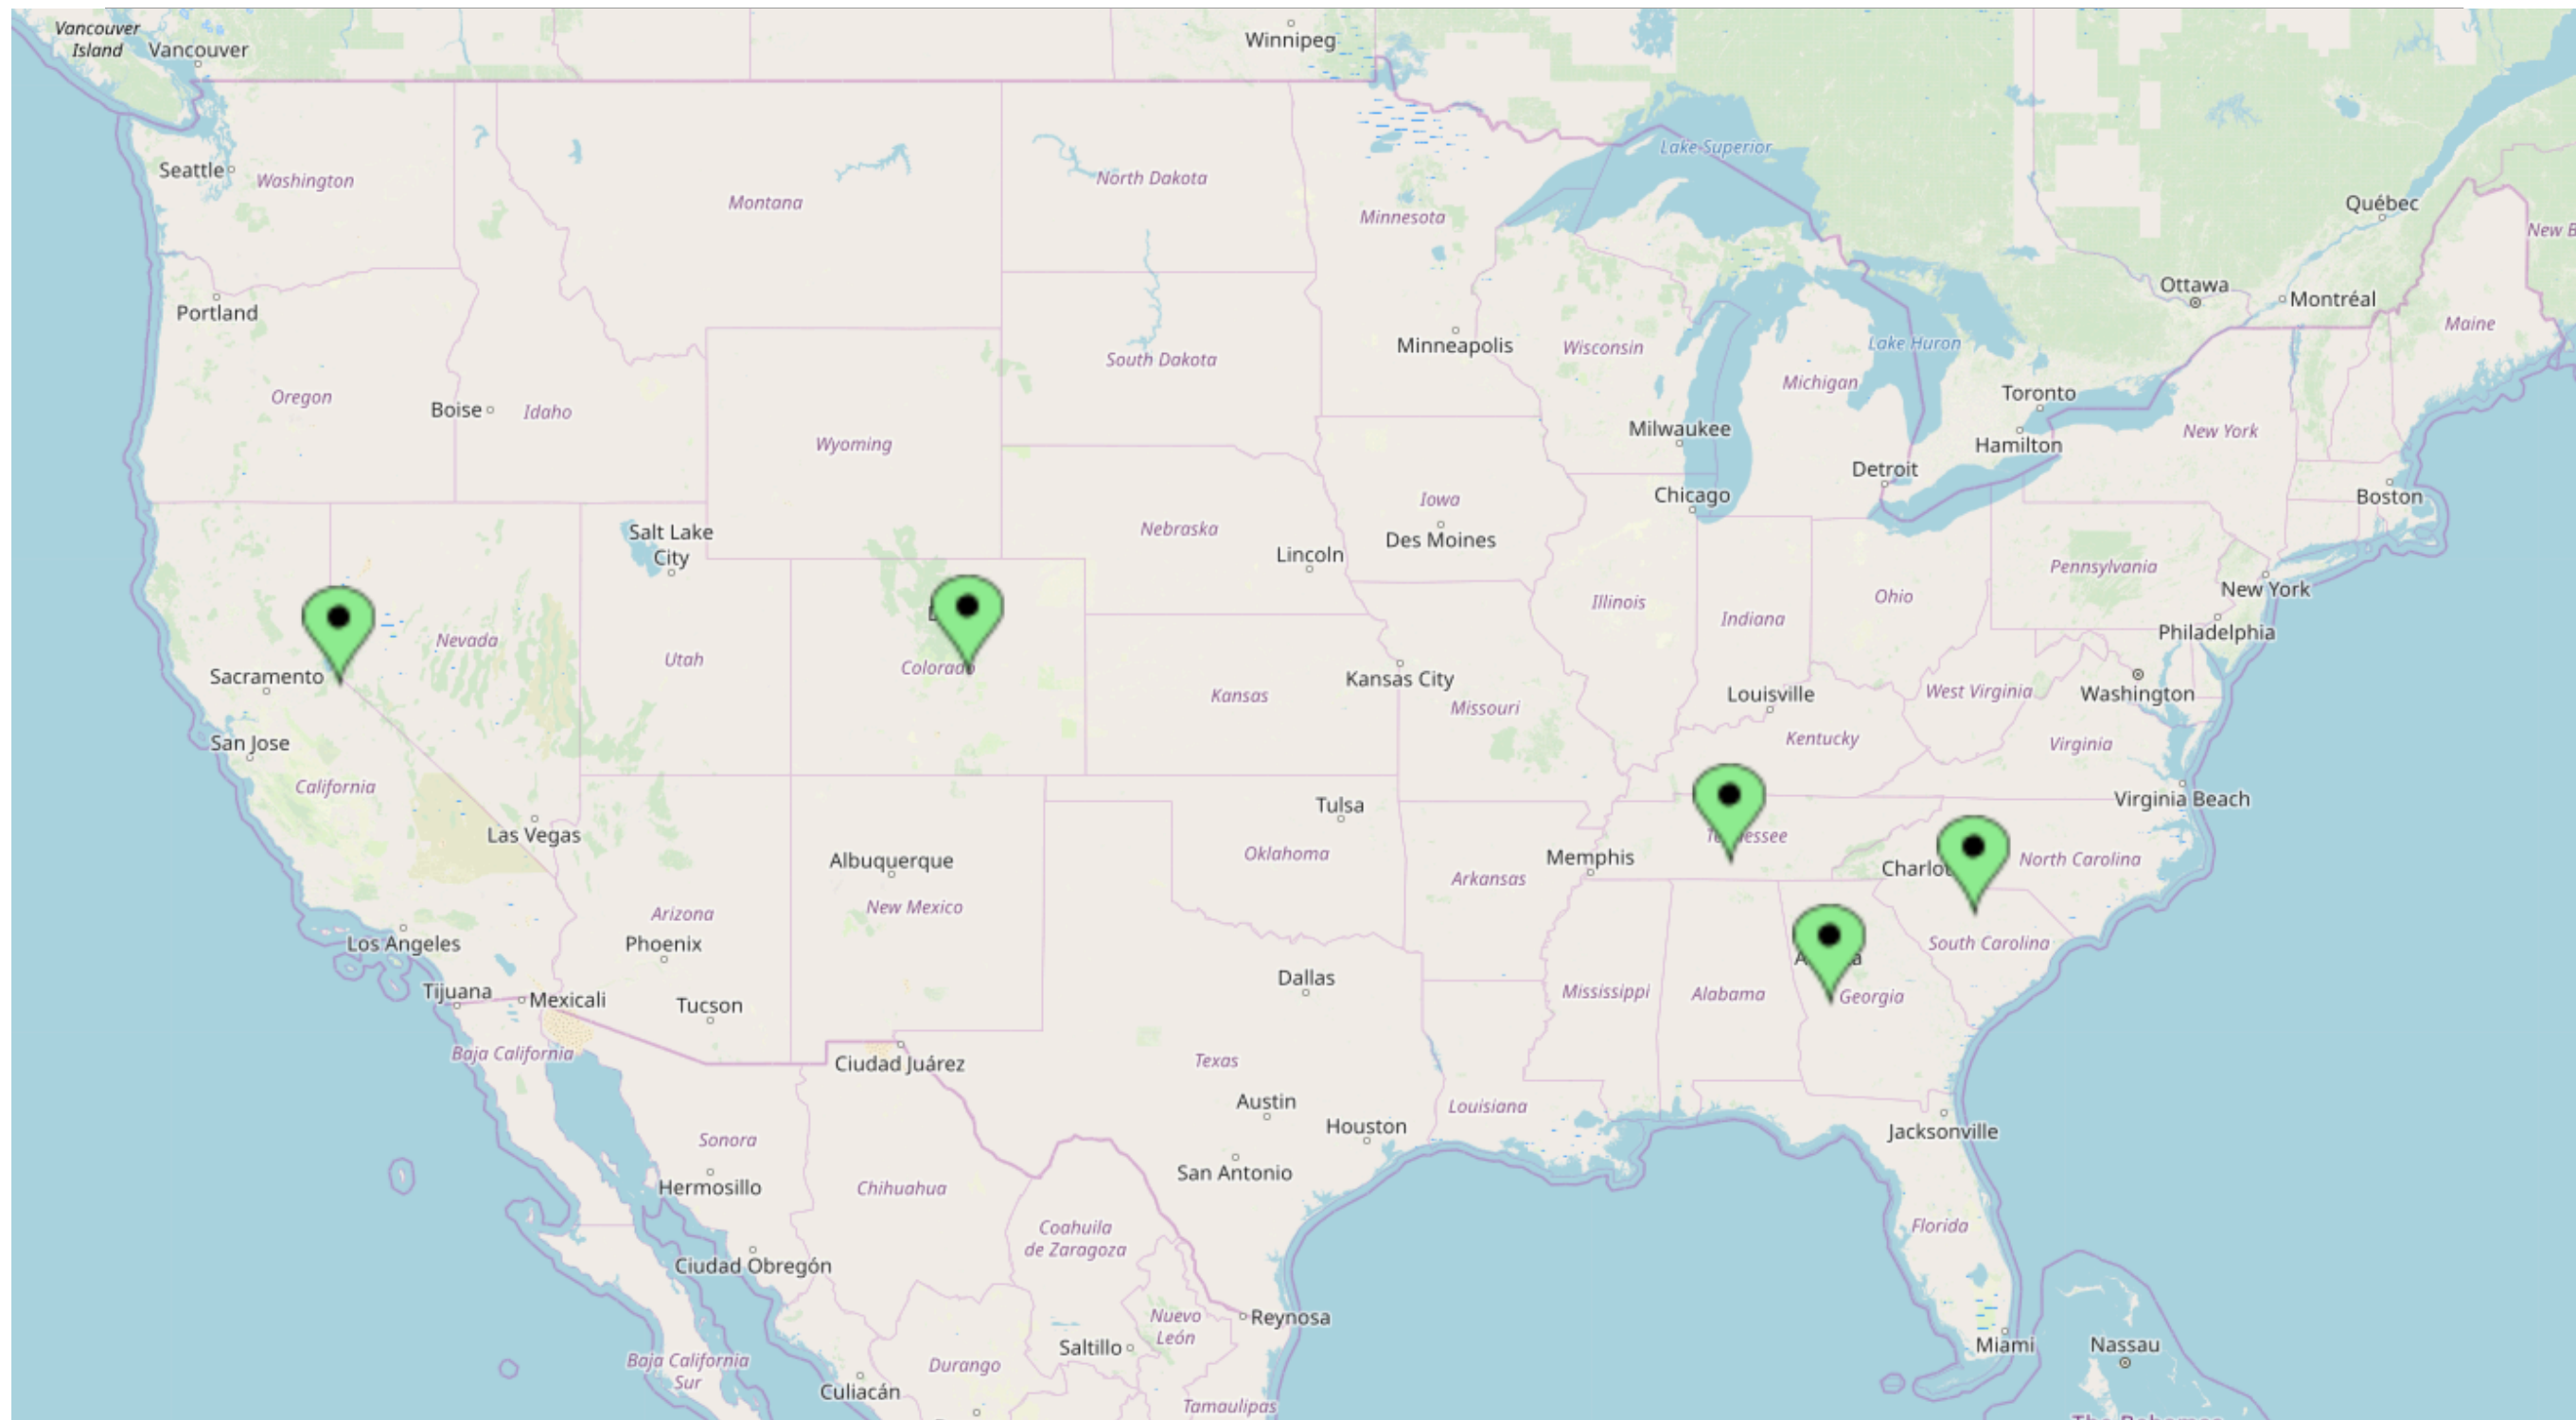 Vancouver
Island
Vancouver
Winnipeg
Lake Superior
Seattle
Washington
Montana
North Dakota
Minnesota
Québec
New B
Ottawa
Montréal
Portland
Maine
Minneapolis
Wisconsin
Lake Huron
South Dakota
Michigan
Toronto
Oregon
Boise
Idaho
Milwaukee
New York
Wyoming
Hamilton
Detroit
Chicago
Iowa
Boston
Salt Lake
City
Nebraska
Des Moines
Lincoln
Pennsylvania
New York
Ohio
Illinois
Indiana
Philadelphia
Nevada
Utah
Colorado
Sacramento
Kansas City
Kansas
Missouri
Louisville
West Virginia
Washington
San Jose
Kentucky
Virginia
California
Las Vegas
Tulsa
Virginia Beach
Albuquerque
Oklahoma
Memphis
North Carolina
Arkansas
New Mexico
Arizona
Phoenix
Los Angeles
South Carolina
Dallas
Tijuana
Mexicali
Tucson
Mississippi
Alabama
Georgia
Baja California
Ciudad Juárez
Texas
Austin
Louisiana
Houston
Jacksonville
Sonora
San Antonio
Hermosillo
Chihuahua
Coahuila
de Zaragoza
Florida
Ciudad Obregón
Nuevo
León
Reynosa
Saltillo
Miami
Nassau
Baja California
Sur
Durango
Culiacán
Tamaulipas